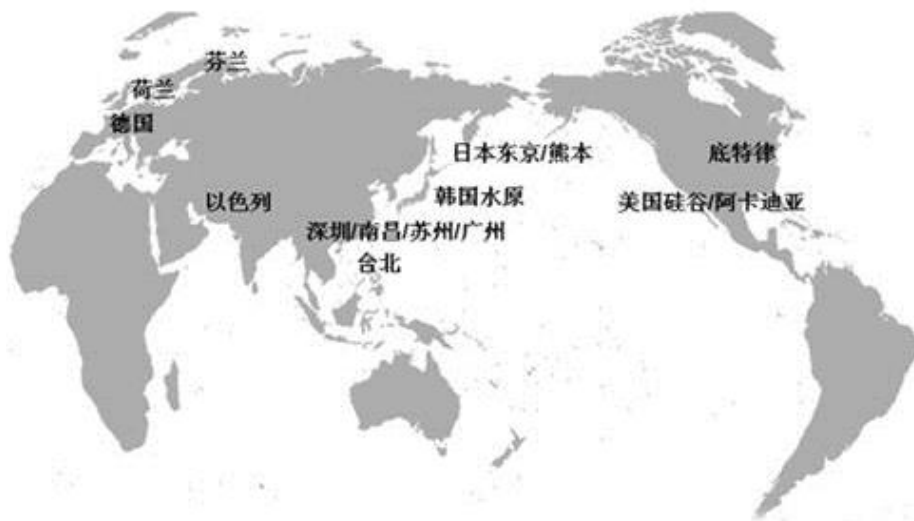 芬兰
荷兰
德国
日本东京/熊本
底特律
以色列
韩国水原
美国硅谷/阿卡迪亚
深圳/南昌/苏州/广州
台北